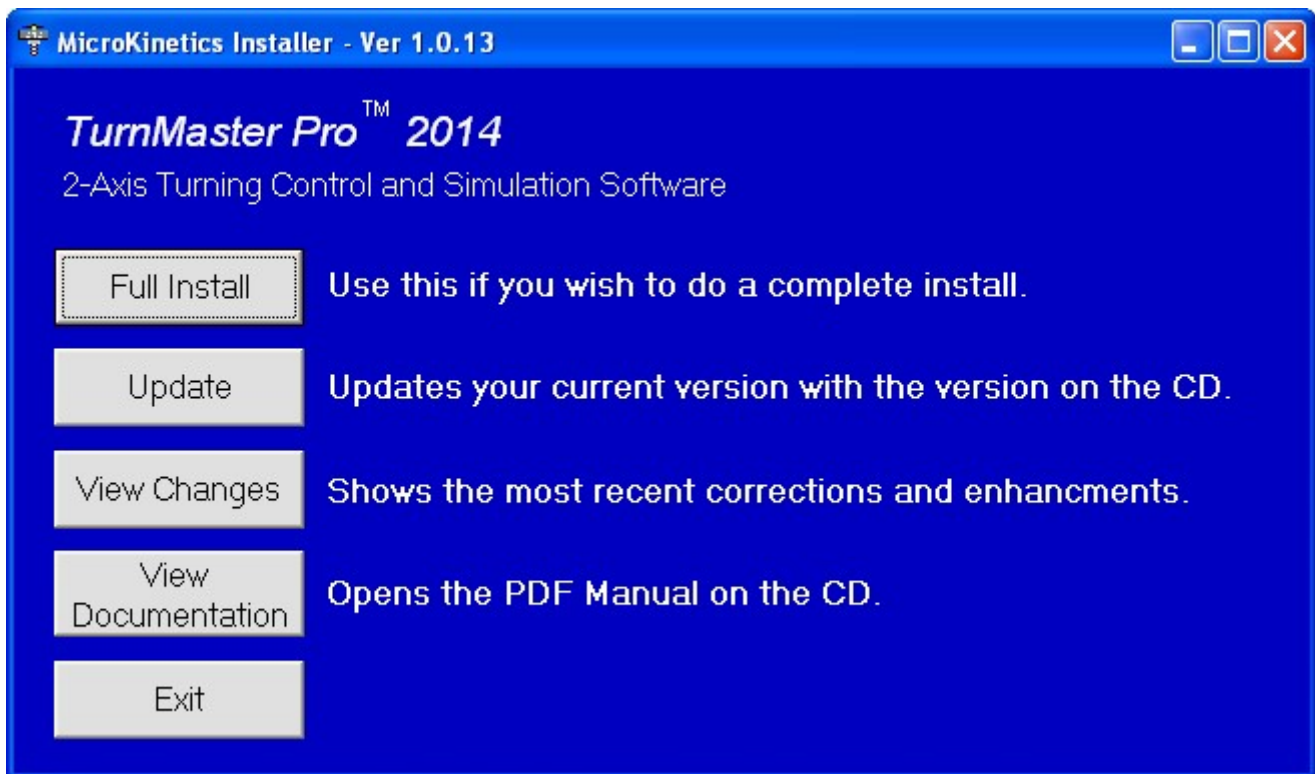 MicroKinetics Installer - Ver 1.0.13
TurnMaster Pro™ 2014
2-Axis Turning Control and Simulation Software
Full Install
Use this if you wish to do a complete install.
Update
Updates your current version with the version on the CD.
View Changes
Shows the most recent corrections and enhancments.
View
Documentation
Opens the PDF Manual on the CD.
Exit